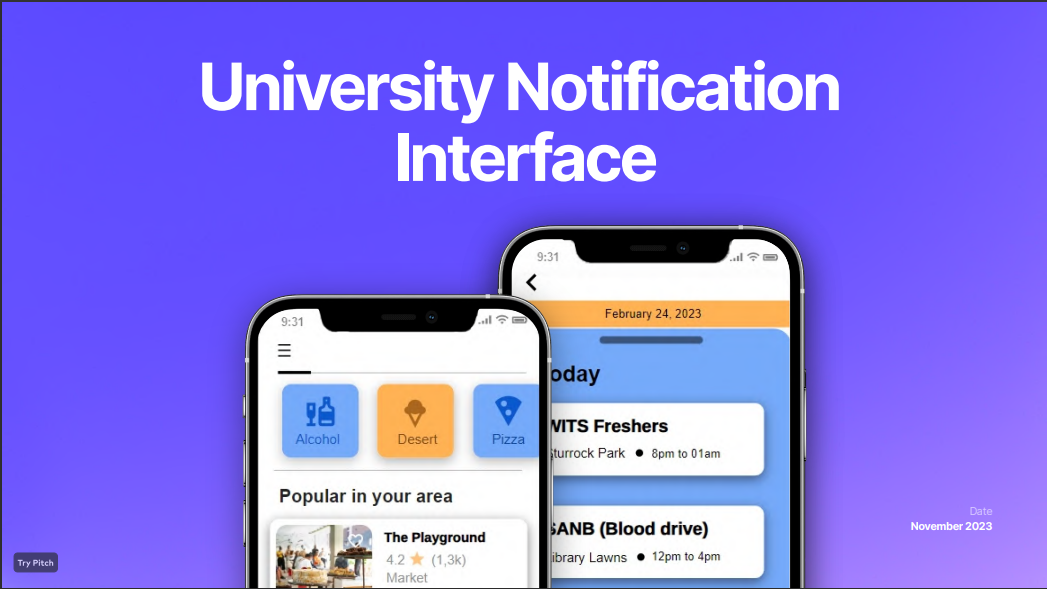 University Notification
Interface
9:31
Alcohol
Desert
Pizza
Popular in your area
The Playground
4.2 (1,3k)
Market
9:31
February 24, 2023
oday
WITS Freshers
Sturrock Park ● 8pm to 01am
SANB (Blood drive)
ibrary Lawns ● 12pm to 4pm
Date
November 2023
Try Pitch